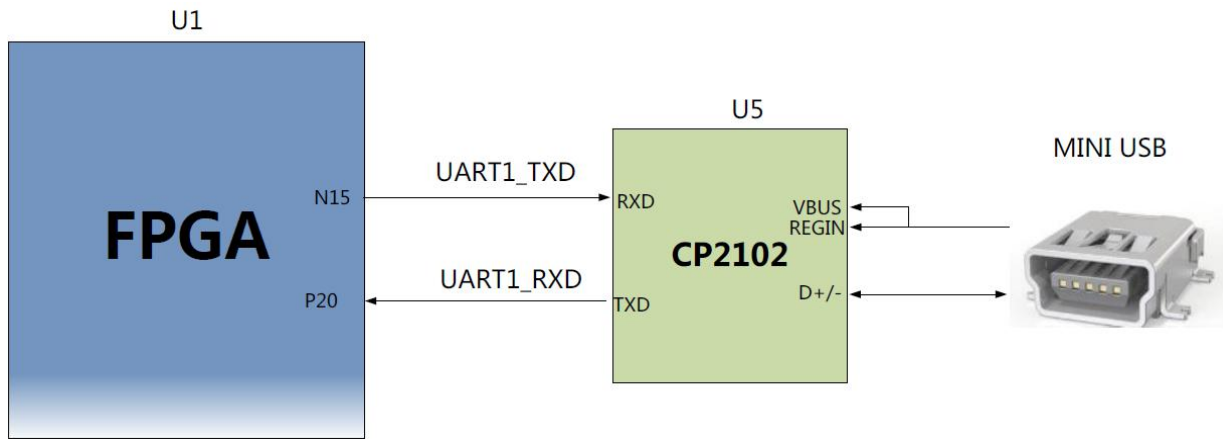 U1
FPGA
N15
P20
UART1_TXD
UART1_RXD
U5
RXD
TXD
CP2102
VBUS
REGIN
D+/-
MINI USB